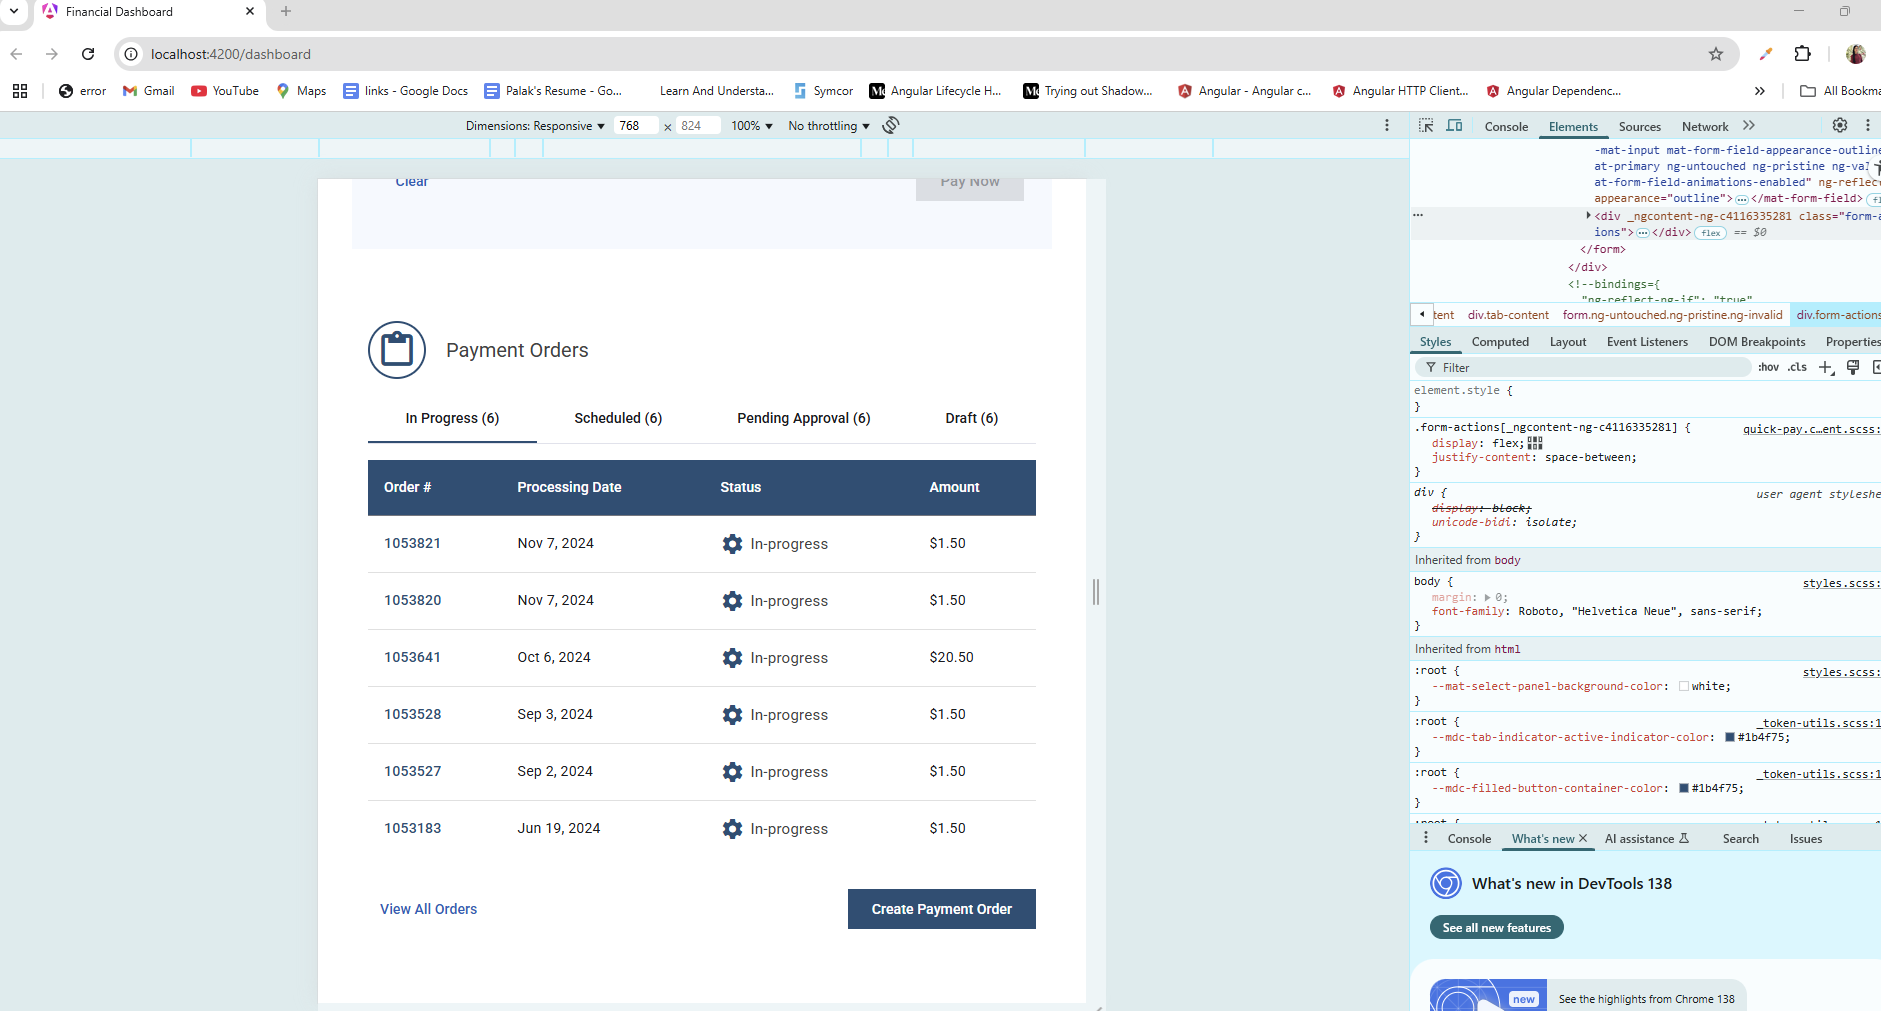 Financial Dashboard
localhost:4200/dashboard
error Gmail YouTube Maps links - Google Docs Palak's Resume - Go... Learn And Understa... Symcor Angular Lifecycle H... Trying out Shadow... Angular - Angular c... Angular HTTP Client... Angular Dependenc... » All Bookma
Dimensions: Responsive 768 × 824 100% No throttling
Console Elements Sources Network
Clear Pay Now
Payment Orders
In Progress (6) Scheduled (6) Pending Approval (6) Draft (6)
Order # Processing Date Status Amount
1053821 Nov 7, 2024 In-progress $1.50
1053820 Nov 7, 2024 In-progress $1.50
1053641 Oct 6, 2024 In-progress $20.50
1053528 Sep 3, 2024 In-progress $1.50
1053527 Sep 2, 2024 In-progress $1.50
1053183 Jun 19, 2024 In-progress $1.50
View All Orders Create Payment Order
-mat-input mat-form-field-appearance-outline
at-primary ng-untouched ng-pristine ng-val
at-form-field-animations-enabled" ng-reflec
appearance="outline">…</mat-form-field>
<div _ngcontent-ng-c4116335281 class="form-a
ions">…</div> flex == $0
</form>
</div>
<!--bindings={
"ng-reflect-ng-if": "true"
tent div.tab-content form.ng-untouched.ng-pristine.ng-invalid div.form-actions
Styles Computed Layout Event Listeners DOM Breakpoints Properties
Filter :hov .cls
element.style {
}
.form-actions[_ngcontent-ng-c4116335281] { quick-pay.c…ent.scss:
display: flex;
justify-content: space-between;
}
div { user agent styleshe
display: block;
unicode-bidi: isolate;
}
Inherited from body
body { styles.scss:
margin: 0;
font-family: Roboto, "Helvetica Neue", sans-serif;
}
Inherited from html
:root { styles.scss:
--mat-select-panel-background-color: white;
}
:root { _token-utils.scss:1
--mdc-tab-indicator-active-indicator-color: #1b4f75;
}
:root { _token-utils.scss:1
--mdc-filled-button-container-color: #1b4f75;
}
Console What's new AI assistance Search Issues
What's new in DevTools 138
See all new features
new See the highlights from Chrome 138